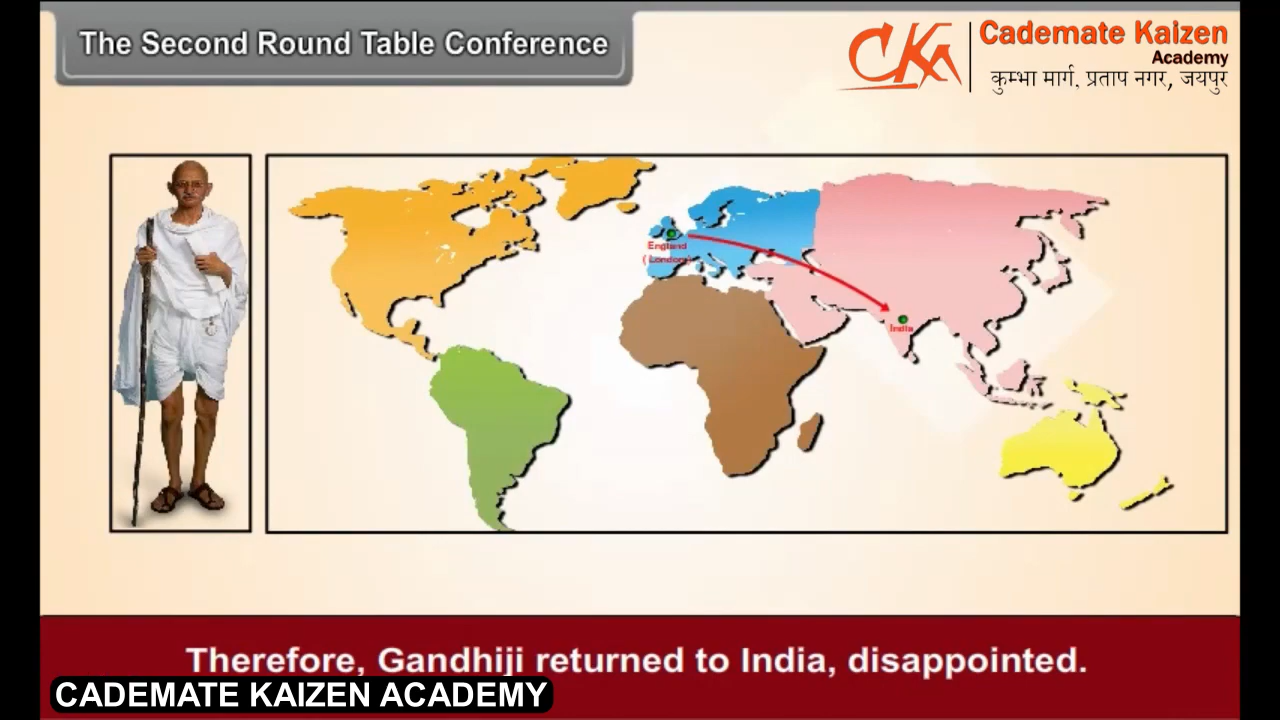 The Second Round Table Conference
CKA
Cademate Kaizen
Academy
कुम्भा मार्ग, प्रताप नगर, जयपुर
England
(London)
India
Therefore, Gandhiji returned to India, disappointed.
CADEMATE KAIZEN ACADEMY